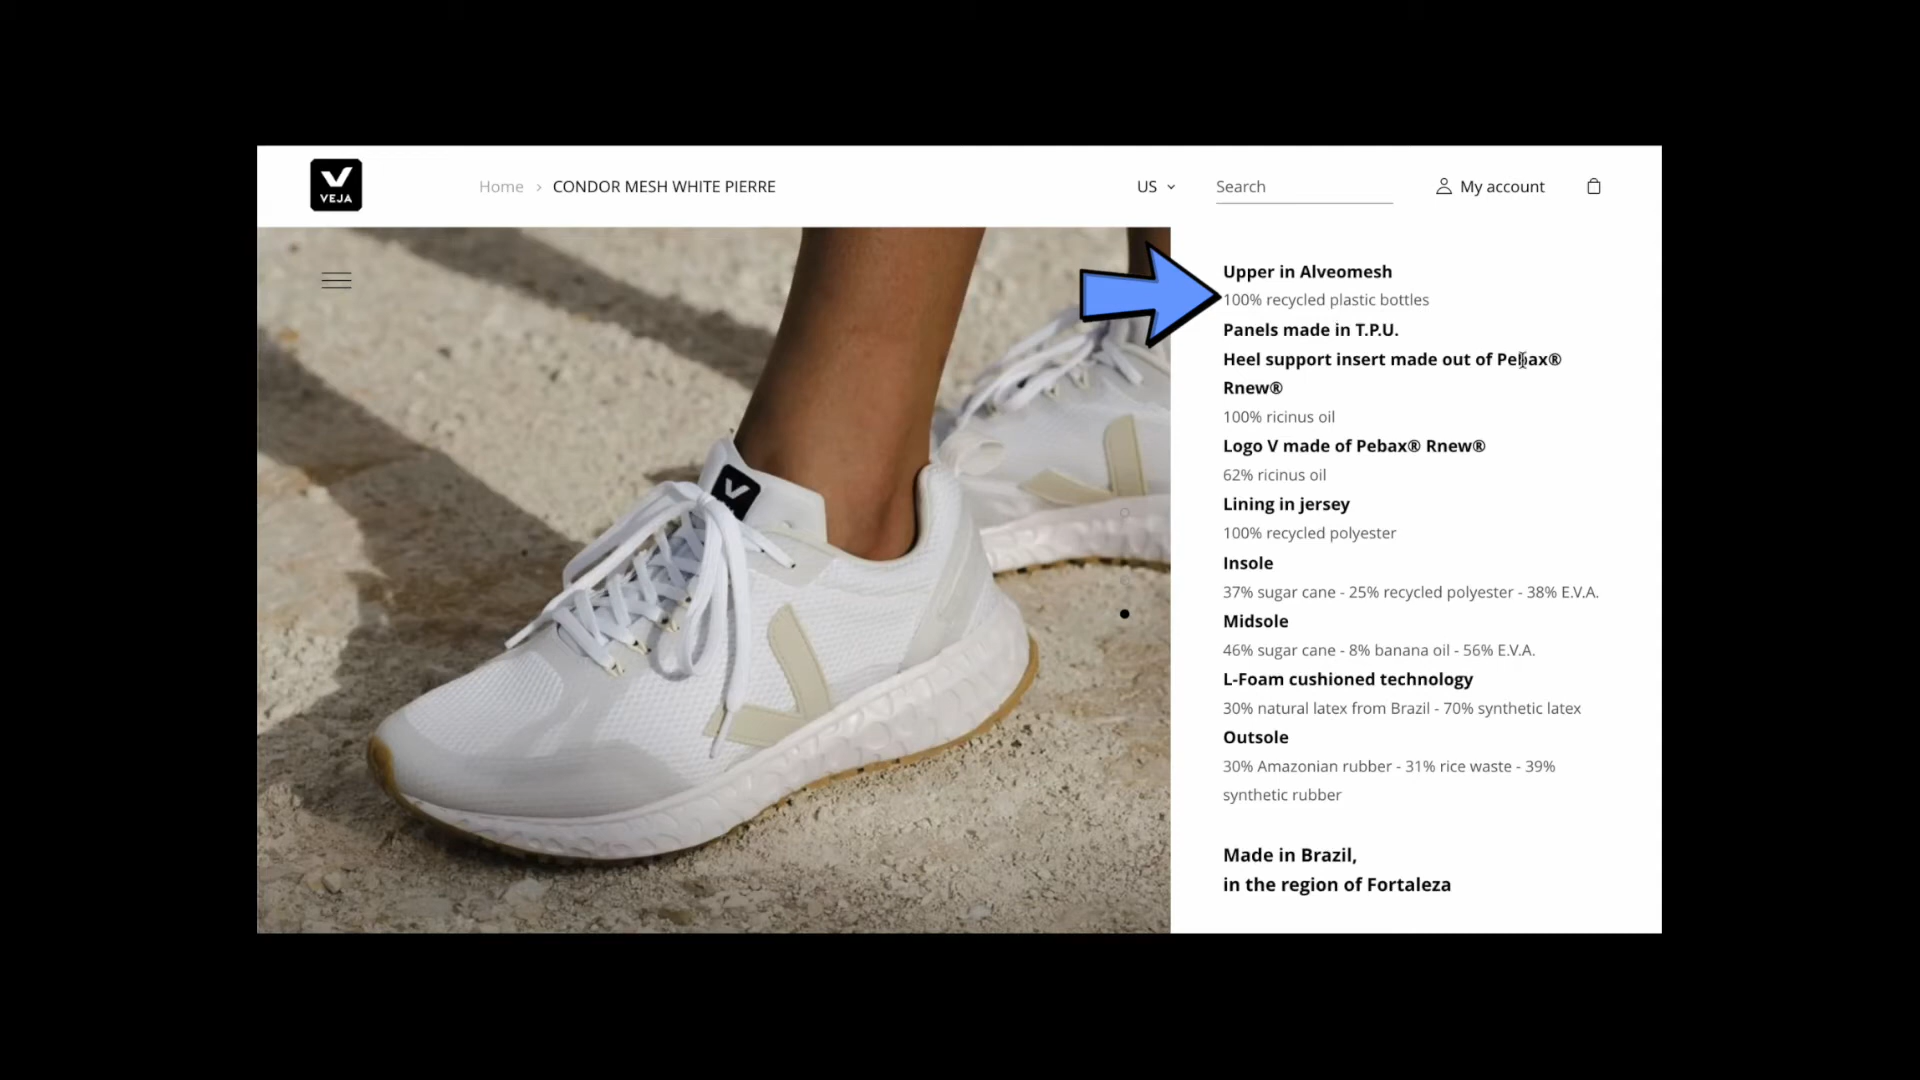 VEJA
Home > CONDOR MESH WHITE PIERRE
US
Search
My account
Upper in Alveomesh
100% recycled plastic bottles
Panels made in T.P.U.
Heel support insert made out of Pebax®
Rnew®
100% ricinus oil
Logo V made of Pebax® Rnew®
62% ricinus oil
Lining in jersey
100% recycled polyester
Insole
37% sugar cane - 25% recycled polyester - 38% E.V.A.
Midsole
46% sugar cane - 8% banana oil - 56% E.V.A.
L-Foam cushioned technology
30% natural latex from Brazil - 70% synthetic latex
Outsole
30% Amazonian rubber - 31% rice waste - 39%
synthetic rubber
Made in Brazil,
in the region of Fortaleza